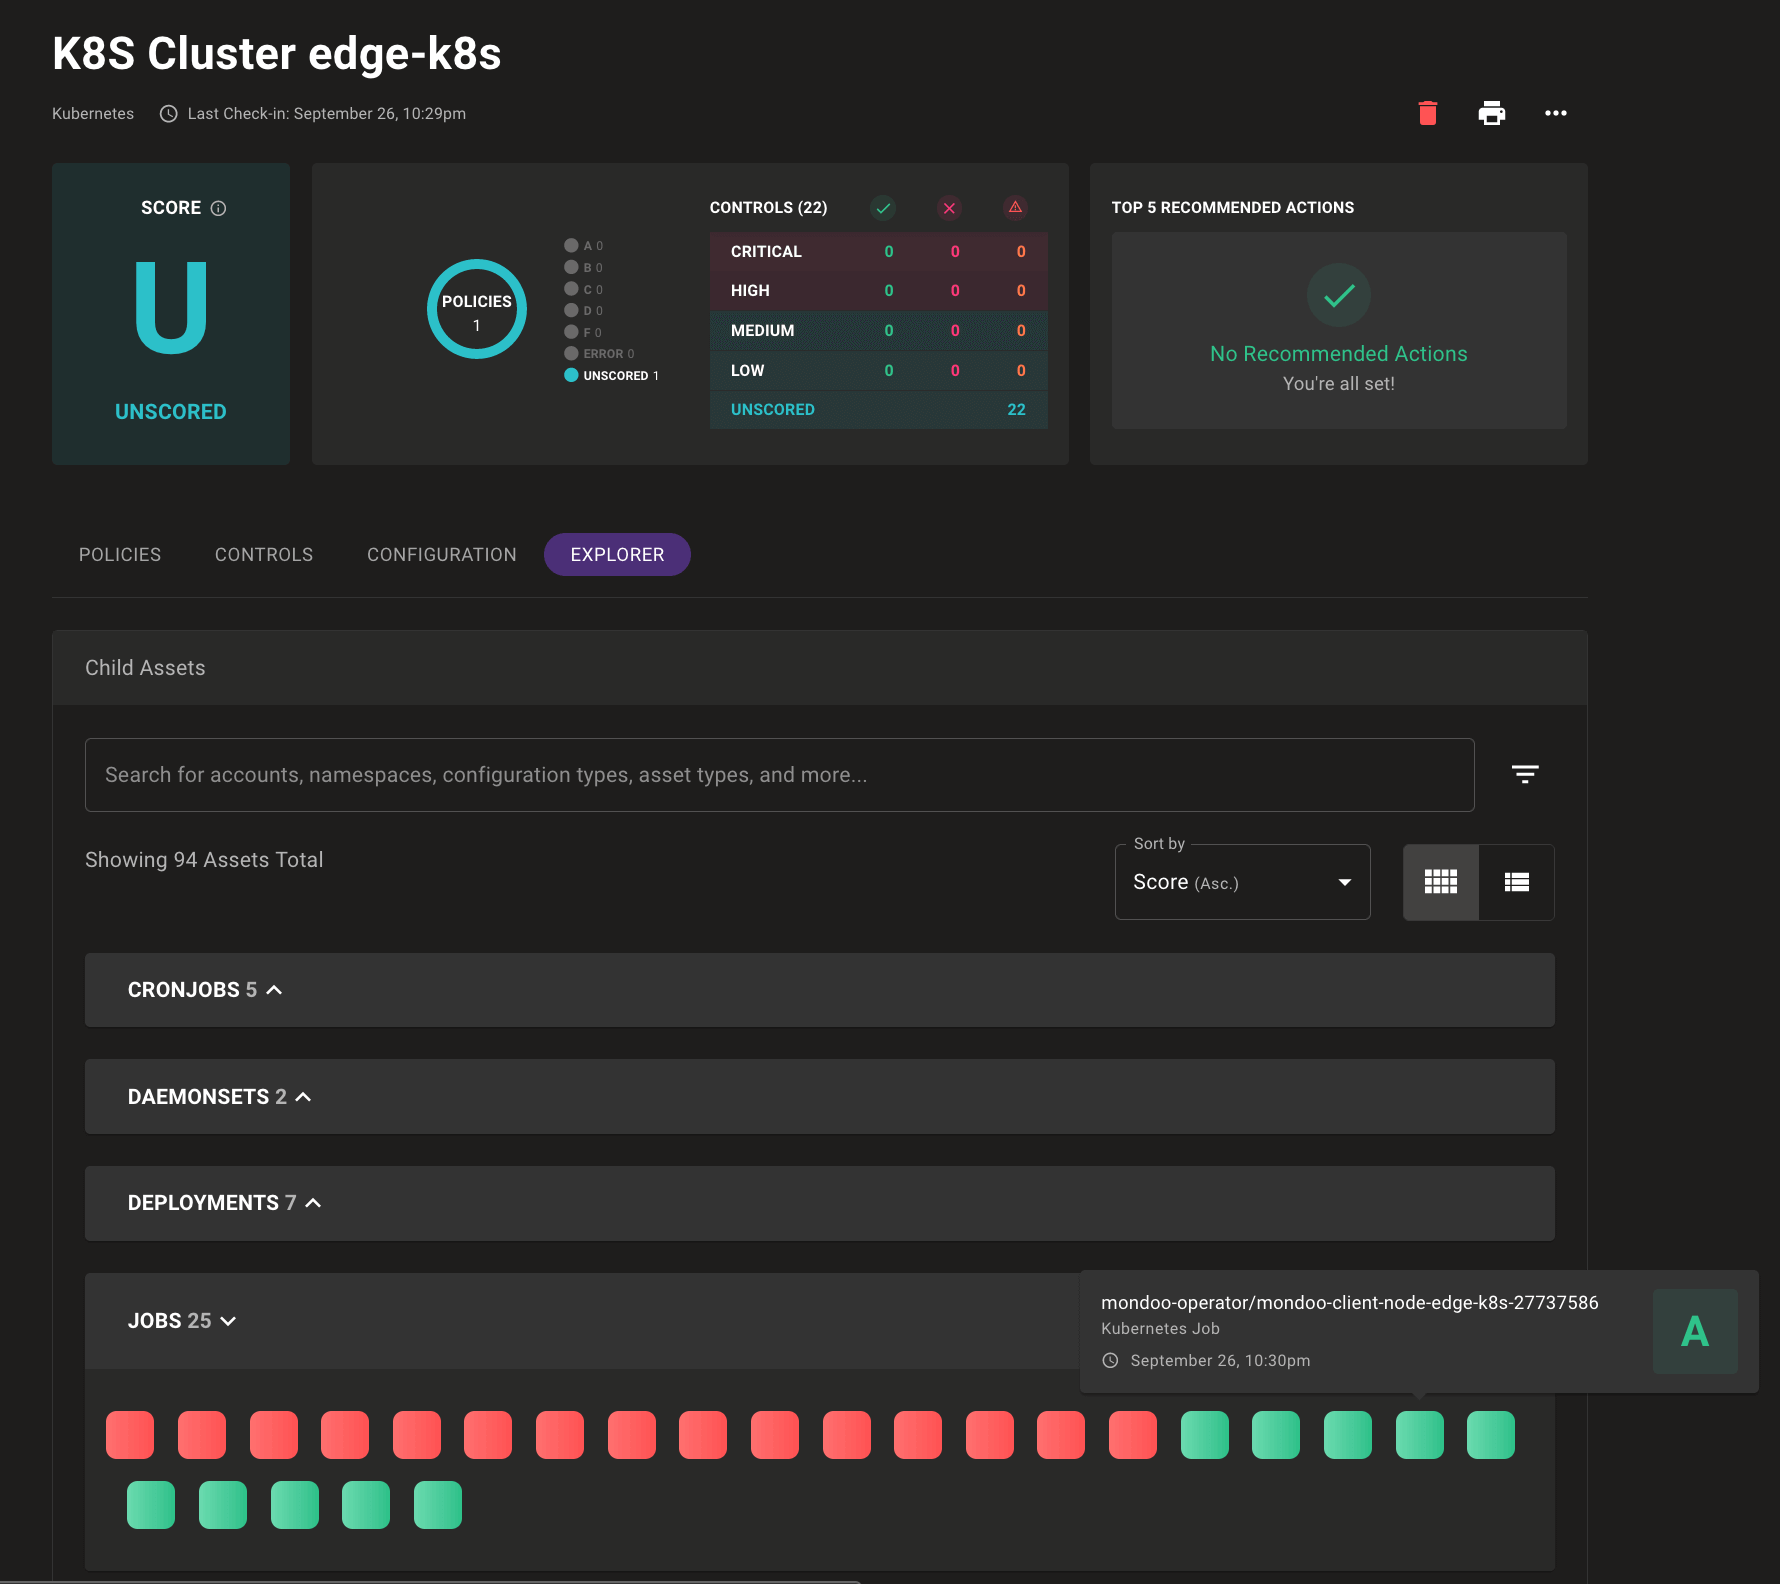 K8S Cluster edge-k8s
Kubernetes Last Check-in: September 26, 10:29pm
SCORE
U
UNSCORED
POLICIES
1
A 0
B 0
C 0
D 0
F 0
ERROR 0
UNSCORED 1
CONTROLS (22)
CRITICAL 0 0 0
HIGH 0 0 0
MEDIUM 0 0 0
LOW 0 0 0
UNSCORED 22
TOP 5 RECOMMENDED ACTIONS
No Recommended Actions
You're all set!
POLICIES CONTROLS CONFIGURATION EXPLORER
Child Assets
Search for accounts, namespaces, configuration types, asset types, and more...
Showing 94 Assets Total
Sort by
Score (Asc.)
CRONJOBS 5
DAEMONSETS 2
DEPLOYMENTS 7
JOBS 25
mondoo-operator/mondoo-client-node-edge-k8s-27737586
Kubernetes Job
September 26, 10:30pm
A